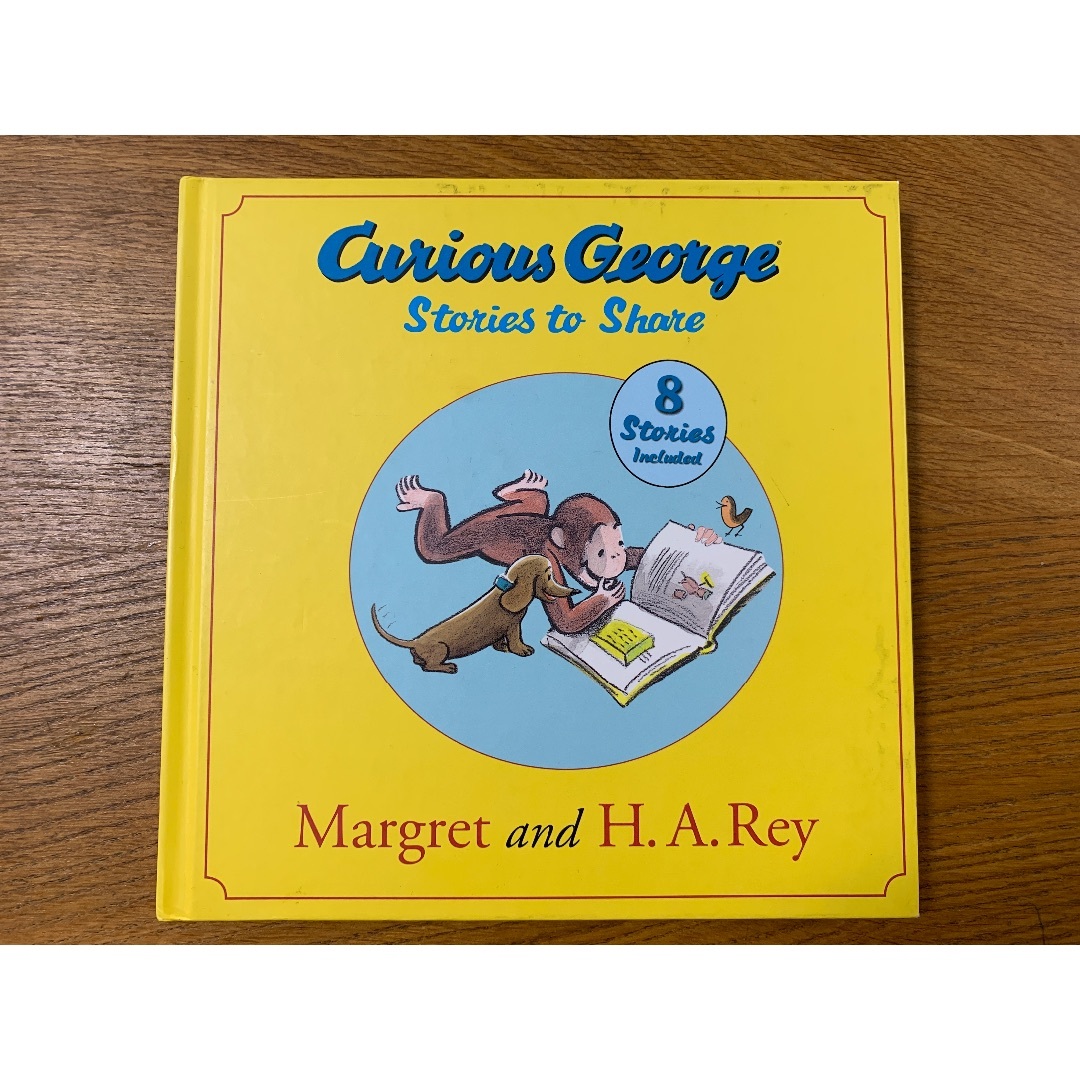 Curious George®
Stories to Share
8
Stories
Included
Margret and H. A. Rey